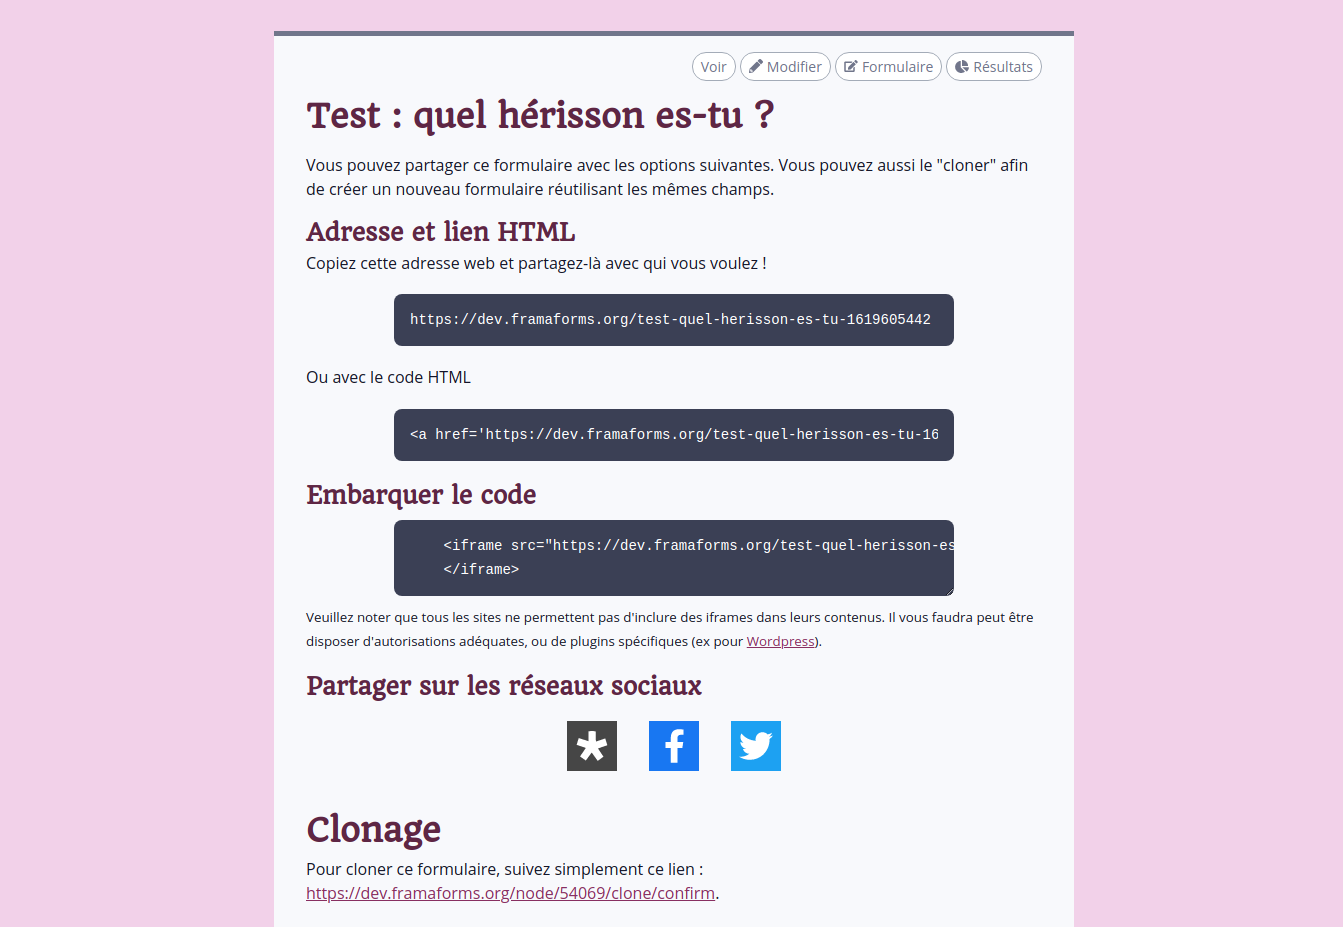 Voir Modifier Formulaire Résultats
Test : quel hérisson es-tu ?
Vous pouvez partager ce formulaire avec les options suivantes. Vous pouvez aussi le "cloner" afin
de créer un nouveau formulaire réutilisant les mêmes champs.
Adresse et lien HTML
Copiez cette adresse web et partagez-là avec qui vous voulez !
https://dev.framaforms.org/test-quel-herisson-es-tu-1619605442
Ou avec le code HTML
<a href='https://dev.framaforms.org/test-quel-herisson-es-tu-16
Embarquer le code
<iframe src="https://dev.framaforms.org/test-quel-herisson-es
</iframe>
Veuillez noter que tous les sites ne permettent pas d'inclure des iframes dans leurs contenus. Il vous faudra peut être
disposer d'autorisations adéquates, ou de plugins spécifiques (ex pour Wordpress).
Partager sur les réseaux sociaux
Clonage
Pour cloner ce formulaire, suivez simplement ce lien :
https://dev.framaforms.org/node/54069/clone/confirm.